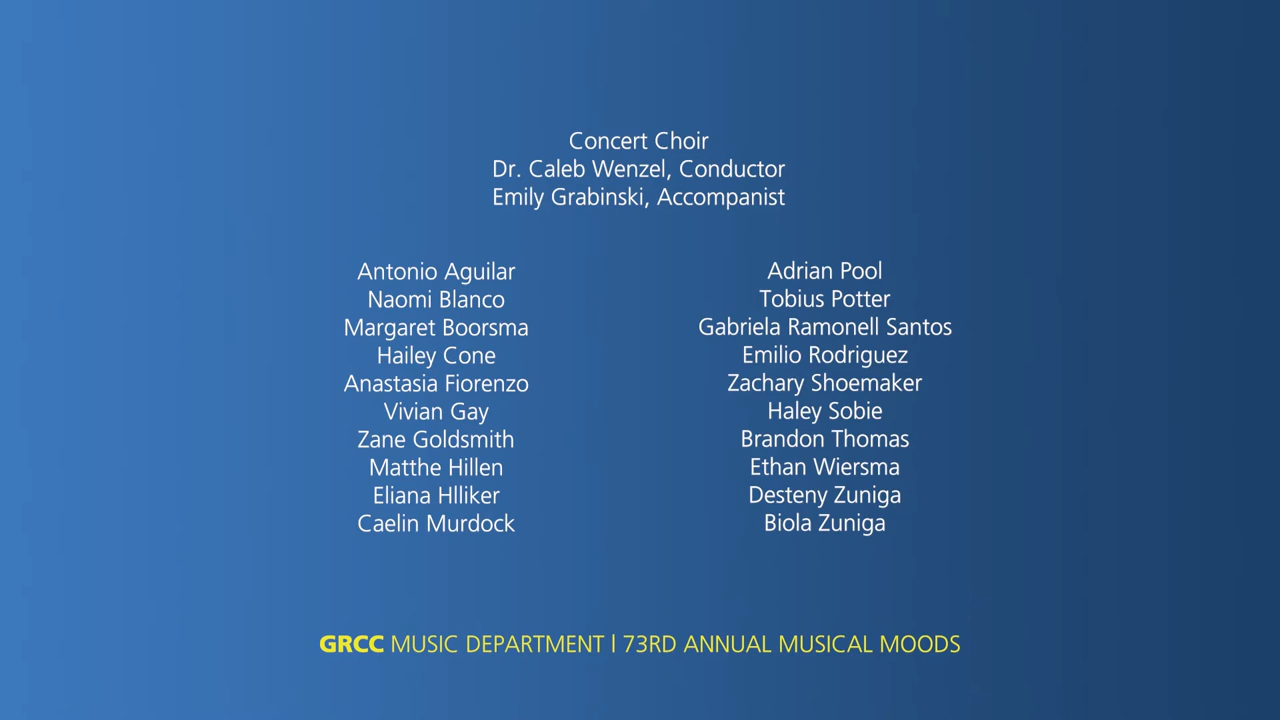 Concert Choir
Dr. Caleb Wenzel, Conductor
Emily Grabinski, Accompanist
Antonio Aguilar
Naomi Blanco
Margaret Boorsma
Hailey Cone
Anastasia Fiorenzo
Vivian Gay
Zane Goldsmith
Matthe Hillen
Eliana Hlliker
Caelin Murdock
Adrian Pool
Tobius Potter
Gabriela Ramonell Santos
Emilio Rodriguez
Zachary Shoemaker
Haley Sobie
Brandon Thomas
Ethan Wiersma
Desteny Zuniga
Biola Zuniga
GRCC MUSIC DEPARTMENT | 73RD ANNUAL MUSICAL MOODS